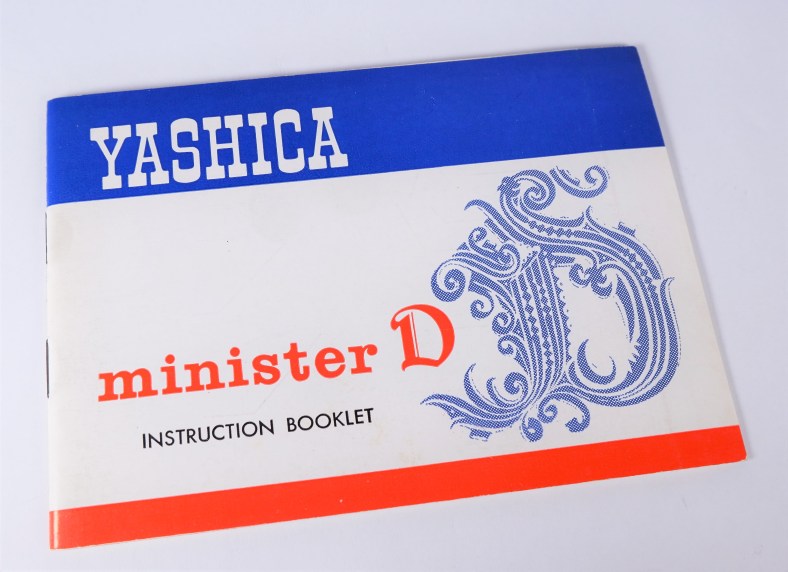 YASHICA
minister D
INSTRUCTION BOOKLET
D